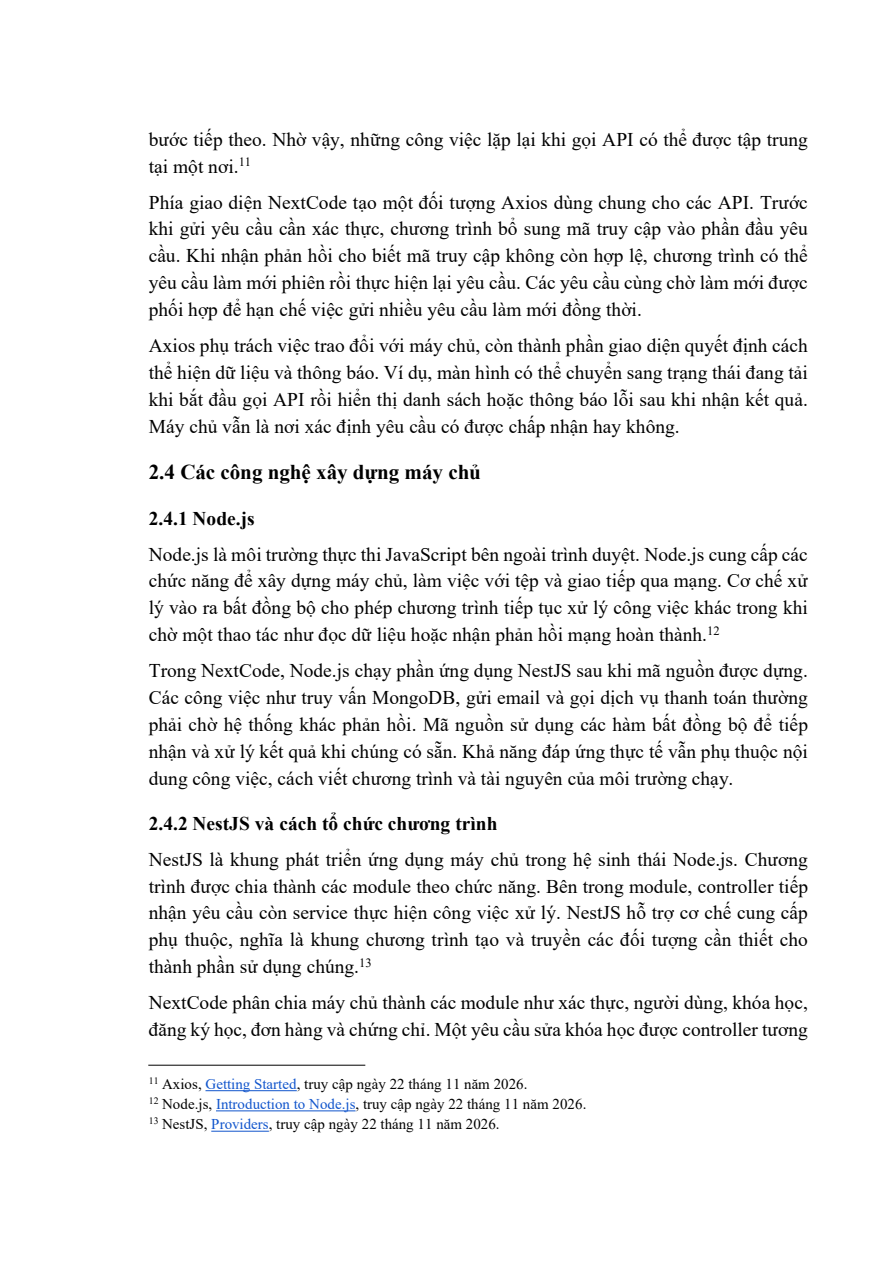 bước tiếp theo. Nhờ vậy, những công việc lặp lại khi gọi API có thể được tập trung
tại một nơi.¹¹
Phía giao diện NextCode tạo một đối tượng Axios dùng chung cho các API. Trước
khi gửi yêu cầu cần xác thực, chương trình bổ sung mã truy cập vào phần đầu yêu
cầu. Khi nhận phản hồi cho biết mã truy cập không còn hợp lệ, chương trình có thể
yêu cầu làm mới phiên rồi thực hiện lại yêu cầu. Các yêu cầu cùng chờ làm mới được
phối hợp để hạn chế việc gửi nhiều yêu cầu làm mới đồng thời.
Axios phụ trách việc trao đổi với máy chủ, còn thành phần giao diện quyết định cách
thể hiện dữ liệu và thông báo. Ví dụ, màn hình có thể chuyển sang trạng thái đang tải
khi bắt đầu gọi API rồi hiển thị danh sách hoặc thông báo lỗi sau khi nhận kết quả.
Máy chủ vẫn là nơi xác định yêu cầu có được chấp nhận hay không.
2.4 Các công nghệ xây dựng máy chủ
2.4.1 Node.js
Node.js là môi trường thực thi JavaScript bên ngoài trình duyệt. Node.js cung cấp các
chức năng để xây dựng máy chủ, làm việc với tệp và giao tiếp qua mạng. Cơ chế xử
lý vào ra bất đồng bộ cho phép chương trình tiếp tục xử lý công việc khác trong khi
chờ một thao tác như đọc dữ liệu hoặc nhận phản hồi mạng hoàn thành.¹²
Trong NextCode, Node.js chạy phần ứng dụng NestJS sau khi mã nguồn được dựng.
Các công việc như truy vấn MongoDB, gửi email và gọi dịch vụ thanh toán thường
phải chờ hệ thống khác phản hồi. Mã nguồn sử dụng các hàm bất đồng bộ để tiếp
nhận và xử lý kết quả khi chúng có sẵn. Khả năng đáp ứng thực tế vẫn phụ thuộc nội
dung công việc, cách viết chương trình và tài nguyên của môi trường chạy.
2.4.2 NestJS và cách tổ chức chương trình
NestJS là khung phát triển ứng dụng máy chủ trong hệ sinh thái Node.js. Chương
trình được chia thành các module theo chức năng. Bên trong module, controller tiếp
nhận yêu cầu còn service thực hiện công việc xử lý. NestJS hỗ trợ cơ chế cung cấp
phụ thuộc, nghĩa là khung chương trình tạo và truyền các đối tượng cần thiết cho
thành phần sử dụng chúng.¹³
NextCode phân chia máy chủ thành các module như xác thực, người dùng, khóa học,
đăng ký học, đơn hàng và chứng chỉ. Một yêu cầu sửa khóa học được controller tương
¹¹ Axios, Getting Started, truy cập ngày 22 tháng 11 năm 2026.
¹² Node.js, Introduction to Node.js, truy cập ngày 22 tháng 11 năm 2026.
¹³ NestJS, Providers, truy cập ngày 22 tháng 11 năm 2026.